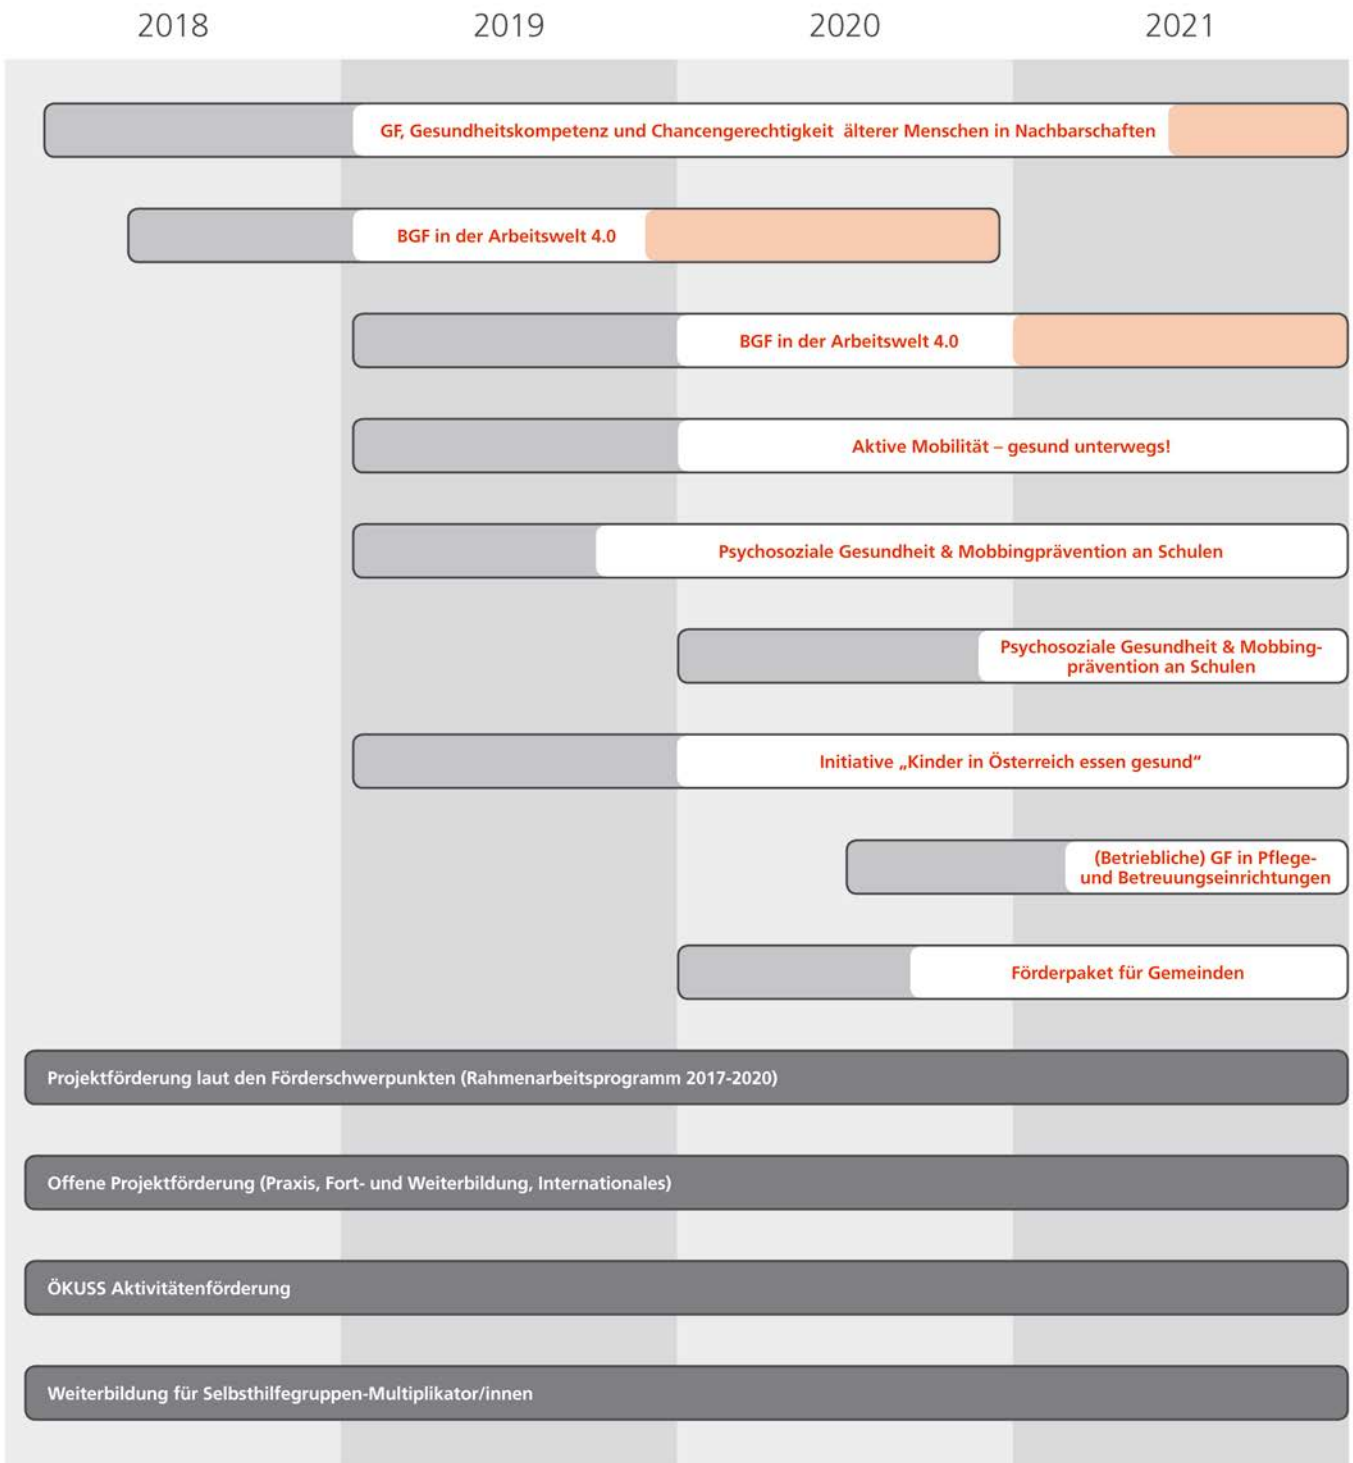 2018 2019 2020 2021
GF, Gesundheitskompetenz und Chancengerechtigkeit älterer Menschen in Nachbarschaften
BGF in der Arbeitswelt 4.0
BGF in der Arbeitswelt 4.0
Aktive Mobilität – gesund unterwegs!
Psychosoziale Gesundheit & Mobbingprävention an Schulen
Psychosoziale Gesundheit & Mobbing-
prävention an Schulen
Initiative „Kinder in Österreich essen gesund“
(Betriebliche) GF in Pflege-
und Betreuungseinrichtungen
Förderpaket für Gemeinden
Projektförderung laut den Förderschwerpunkten (Rahmenarbeitsprogramm 2017-2020)
Offene Projektförderung (Praxis, Fort- und Weiterbildung, Internationales)
ÖKUSS Aktivitätenförderung
Weiterbildung für Selbsthilfegruppen-Multiplikator/innen